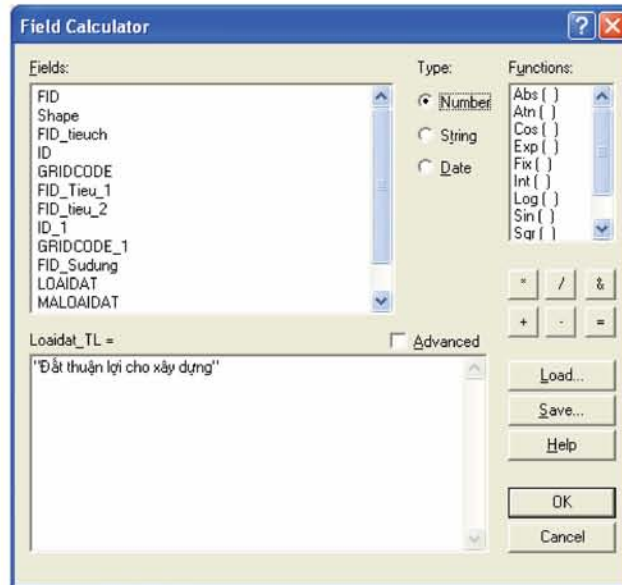 Field Calculator
Fields:
FID
Shape
FID_tieuch
ID
GRIDCODE
FID_Tieu_1
FID_tieu_2
ID_1
GRIDCODE_1
FID_Sudung
LOAIDAT
MALOAIDAT
Type:
Number
String
Date
Functions:
Abs ( )
Atn ( )
Cos ( )
Exp ( )
Fix ( )
Int ( )
Log ( )
Sin ( )
Sqr ( )
* / &
+ - =
Loaidat_TL =
Advanced
"Đất thuận lợi cho xây dựng"
Load...
Save...
Help
OK
Cancel